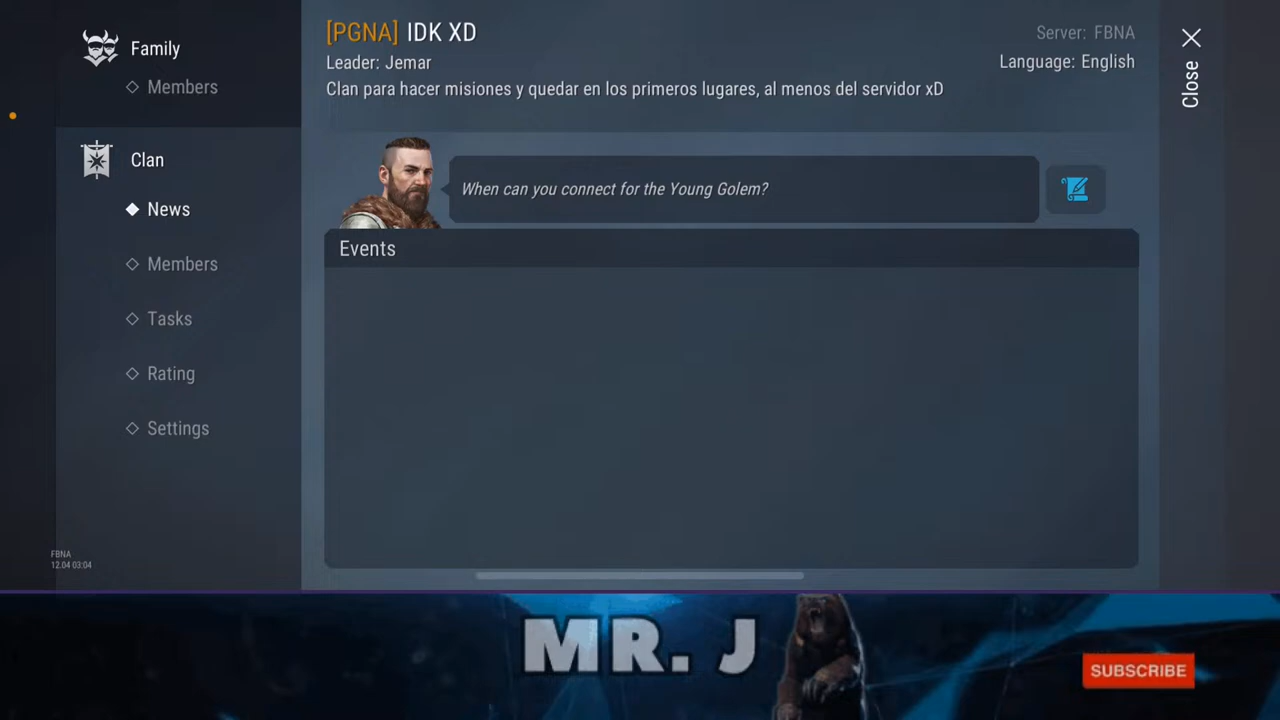 Family
Members
Clan
News
Members
Tasks
Rating
Settings
FBNA
12.04 03:04
[PGNA] IDK XD
Leader: Jemar
Clan para hacer misiones y quedar en los primeros lugares, al menos del servidor xD
Server: FBNA
Language: English
Close
When can you connect for the Young Golem?
Events
MR. J
SUBSCRIBE